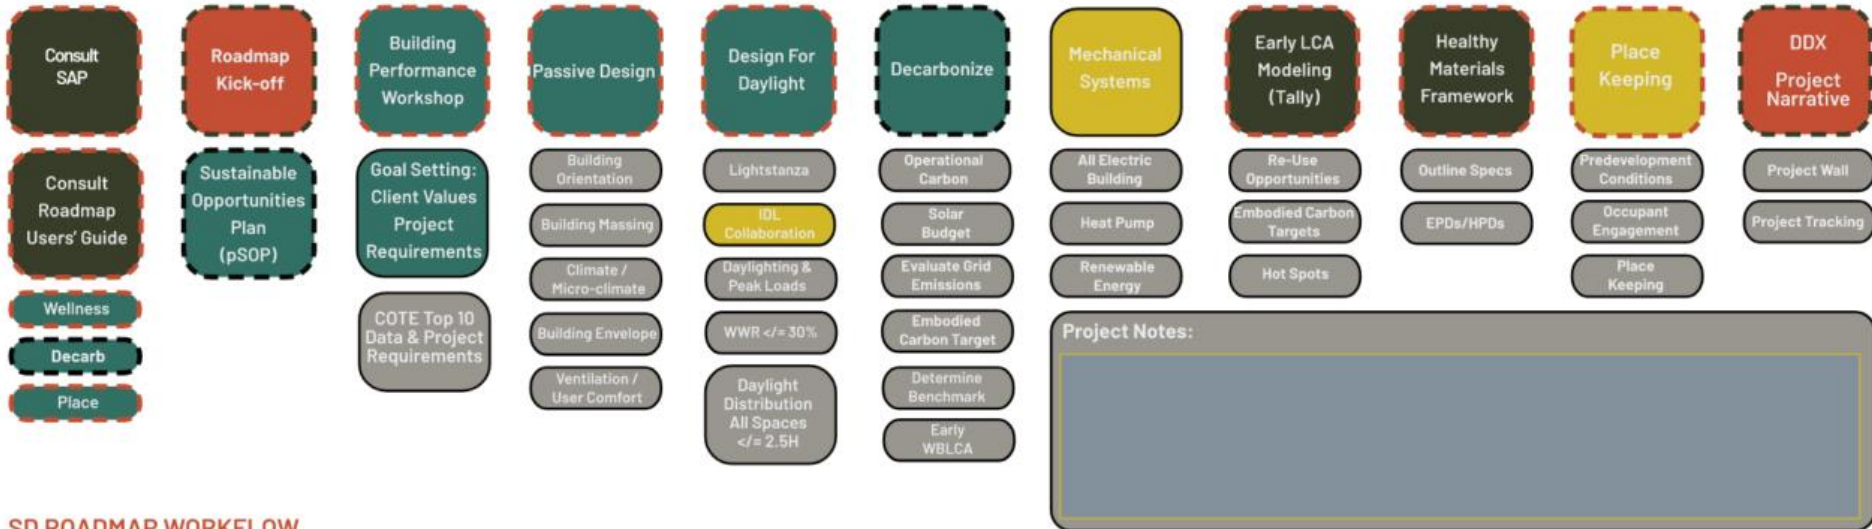 Consult
SAP
Roadmap
Kick-off
Building
Performance
Workshop
Passive Design
Design For
Daylight
Decarbonize
Mechanical
Systems
Early LCA
Modeling
(Tally)
Healthy
Materials
Framework
Place
Keeping
DDX
Project
Narrative
Consult
Roadmap
Users' Guide
Wellness
Decarb
Place
Sustainable
Opportunities
Plan
(pSOP)
Goal Setting:
Client Values
Project
Requirements
COTE Top 10
Data & Project
Requirements
Building
Orientation
Building Massing
Climate /
Micro-climate
Building Envelope
Ventilation /
User Comfort
Lightstanza
IDL
Collaboration
Daylighting &
Peak Loads
WWR </= 30%
Daylight
Distribution
All Spaces
</= 2.5H
Operational
Carbon
Solar
Budget
Evaluate Grid
Emissions
Embodied
Carbon Target
Determine
Benchmark
Early
WBLCA
All Electric
Building
Heat Pump
Renewable
Energy
Re-Use
Opportunities
Embodied Carbon
Targets
Hot Spots
Outline Specs
EPDs/HPDs
Predevelopment
Conditions
Occupant
Engagement
Place
Keeping
Project Wall
Project Tracking
Project Notes:
SD ROADMAP WORKFLOW